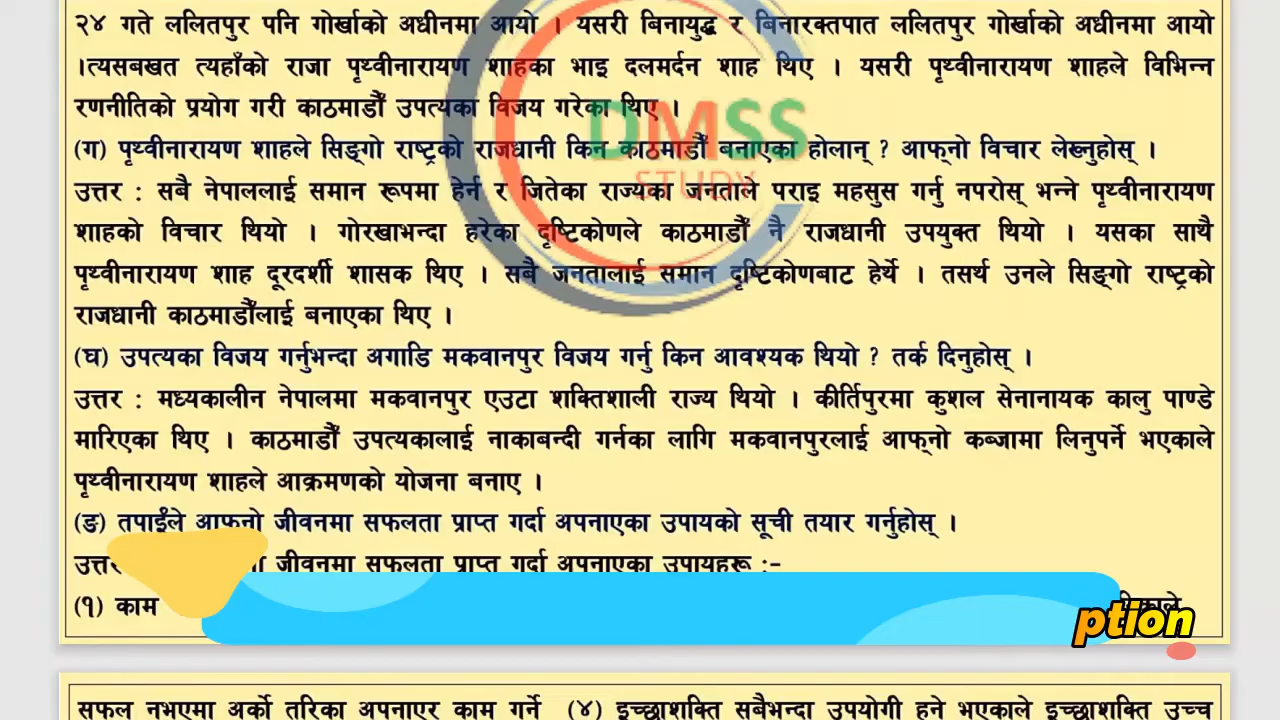 २४ गते ललितपुर पनि गोर्खाको अधीनमा आयो । यसरी बिनायुद्ध र बिनारक्तपात ललितपुर गोर्खाको अधीनमा आयो
।त्यसबखत त्यहाँको राजा पृथ्वीनारायण शाहका भाइ दलमर्दन शाह थिए । यसरी पृथ्वीनारायण शाहले विभिन्न
रणनीतिको प्रयोग गरी काठमाडौँ उपत्यका विजय गरेका थिए ।
DMSS
(ग) पृथ्वीनारायण शाहले सिङ्गो राष्ट्रको राजधानी किन काठमाडौँ बनाएका होलान् ? आफ्नो विचार लेख्नुहोस् ।
STUDY
उत्तर : सबै नेपाललाई समान रूपमा हेर्न र जितेका राज्यका जनताले पराइ महसुस गर्नु नपरोस् भन्ने पृथ्वीनारायण
शाहको विचार थियो । गोरखाभन्दा हरेका दृष्टिकोणले काठमाडौँ नै राजधानी उपयुक्त थियो । यसका साथै
पृथ्वीनारायण शाह दूरदर्शी शासक थिए । सबै जनतालाई समान दृष्टिकोणबाट हेर्थे । तसर्थ उनले सिङ्गो राष्ट्रको
राजधानी काठमाडौँलाई बनाएका थिए ।
(घ) उपत्यका विजय गर्नुभन्दा अगाडि मकवानपुर विजय गर्नु किन आवश्यक थियो ? तर्क दिनुहोस् ।
उत्तर : मध्यकालीन नेपालमा मकवानपुर एउटा शक्तिशाली राज्य थियो । कीर्तिपुरमा कुशल सेनानायक कालु पाण्डे
मारिएका थिए । काठमाडौँ उपत्यकालाई नाकाबन्दी गर्नका लागि मकवानपुरलाई आफ्नो कब्जामा लिनुपर्ने भएकाले
पृथ्वीनारायण शाहले आक्रमणको योजना बनाए ।
(ङ) तपाईंले आफ्नो जीवनमा सफलता प्राप्त गर्दा अपनाएका उपायको सूची तयार गर्नुहोस् ।
जीवनमा सफलता प्राप्त गर्दा अपनाएका उपायहरू :-
(१) काम
ption
सफल नभएमा अर्को तरिका अपनाएर काम गर्ने (४) इच्छाशक्ति सबैभन्दा उपयोगी हुने भएकाले इच्छाशक्ति उच्च